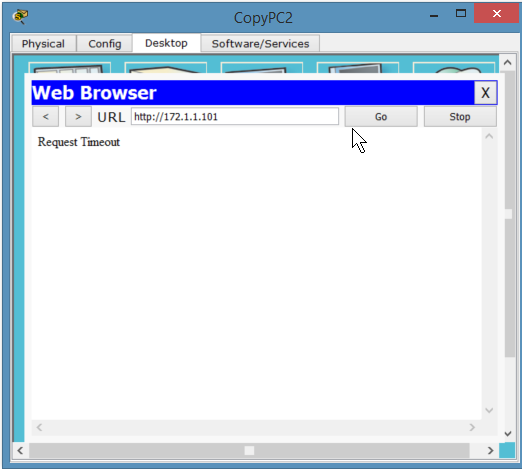 CopyPC2
Physical Config Desktop Software/Services
Web Browser X
< > URL http://172.1.1.101 Go Stop
Request Timeout